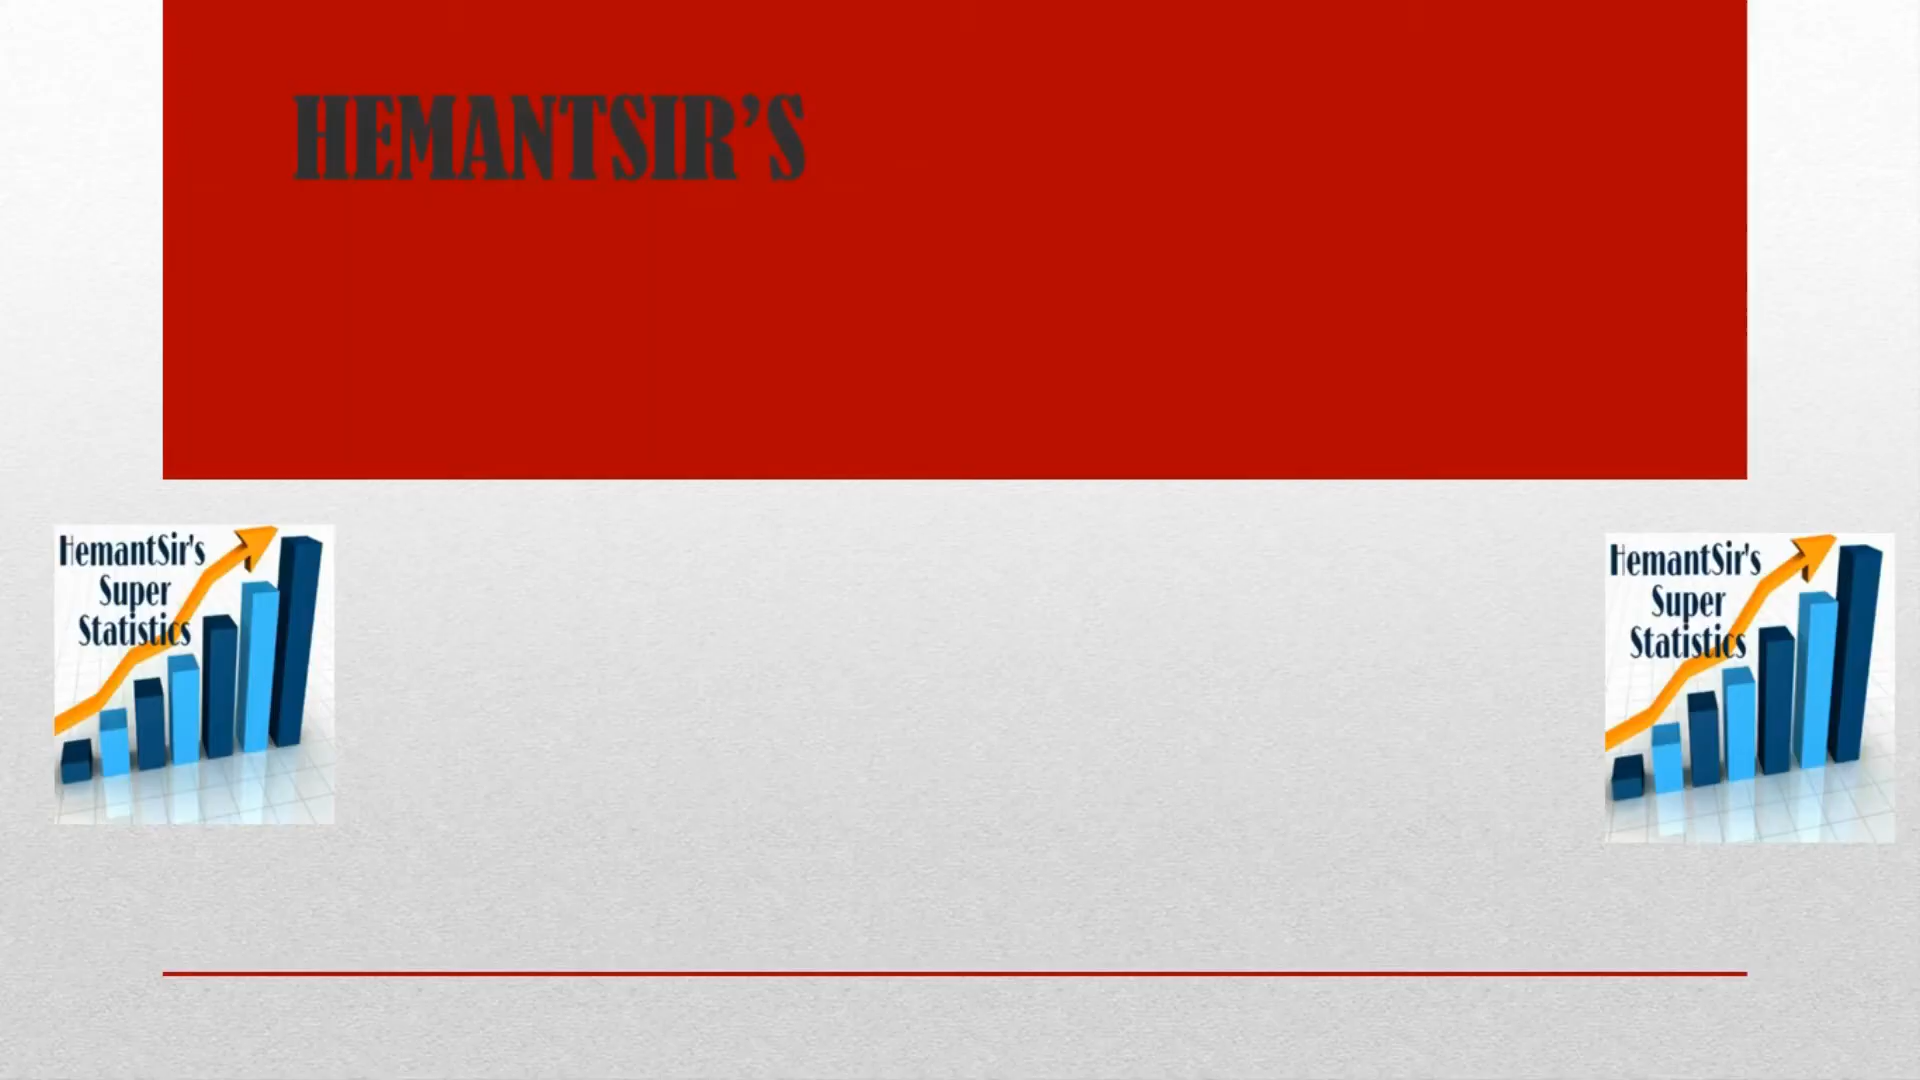 HEMANTSIR’S
HemantSir's
Super
Statistics
HemantSir's
Super
Statistics